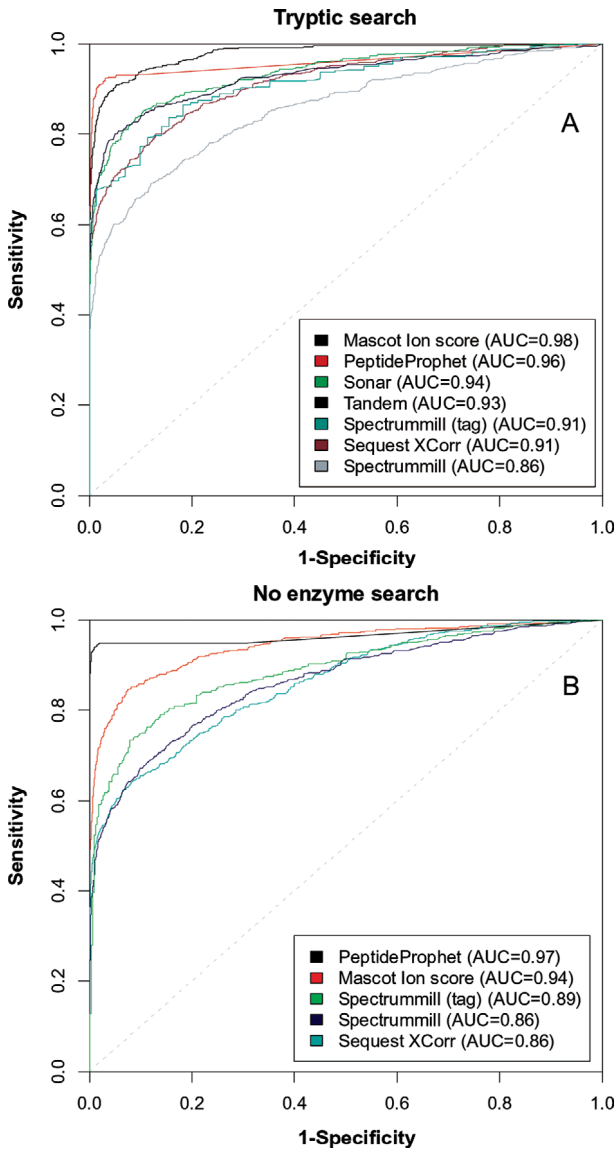 Tryptic search
1.0
0.8
0.6
0.4
0.2
0.0
Sensitivity
A
Mascot Ion score (AUC=0.98)
PeptideProphet (AUC=0.96)
Sonar (AUC=0.94)
Tandem (AUC=0.93)
Spectrummill (tag) (AUC=0.91)
Sequest XCorr (AUC=0.91)
Spectrummill (AUC=0.86)
0.0 0.2 0.4 0.6 0.8 1.0
1-Specificity
No enzyme search
1.0
0.8
0.6
0.4
0.2
0.0
Sensitivity
B
PeptideProphet (AUC=0.97)
Mascot Ion score (AUC=0.94)
Spectrummill (tag) (AUC=0.89)
Spectrummill (AUC=0.86)
Sequest XCorr (AUC=0.86)
0.0 0.2 0.4 0.6 0.8 1.0
1-Specificity